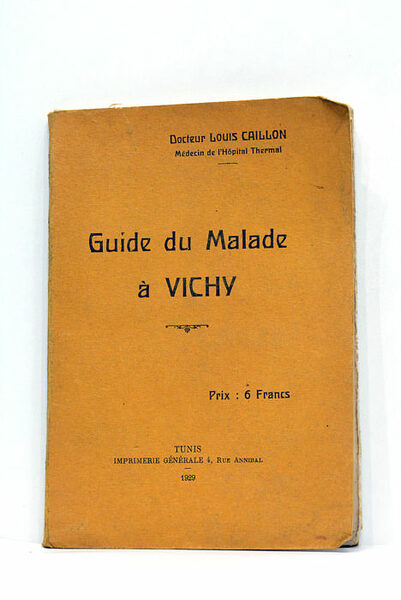 Docteur LOUIS CAILLON
Médecin de l'Hôpital Thermal
Guide du Malade
à VICHY
Prix : 6 Francs
TUNIS
IMPRIMERIE GÉNÉRALE 4, RUE ANNIBAL
1929